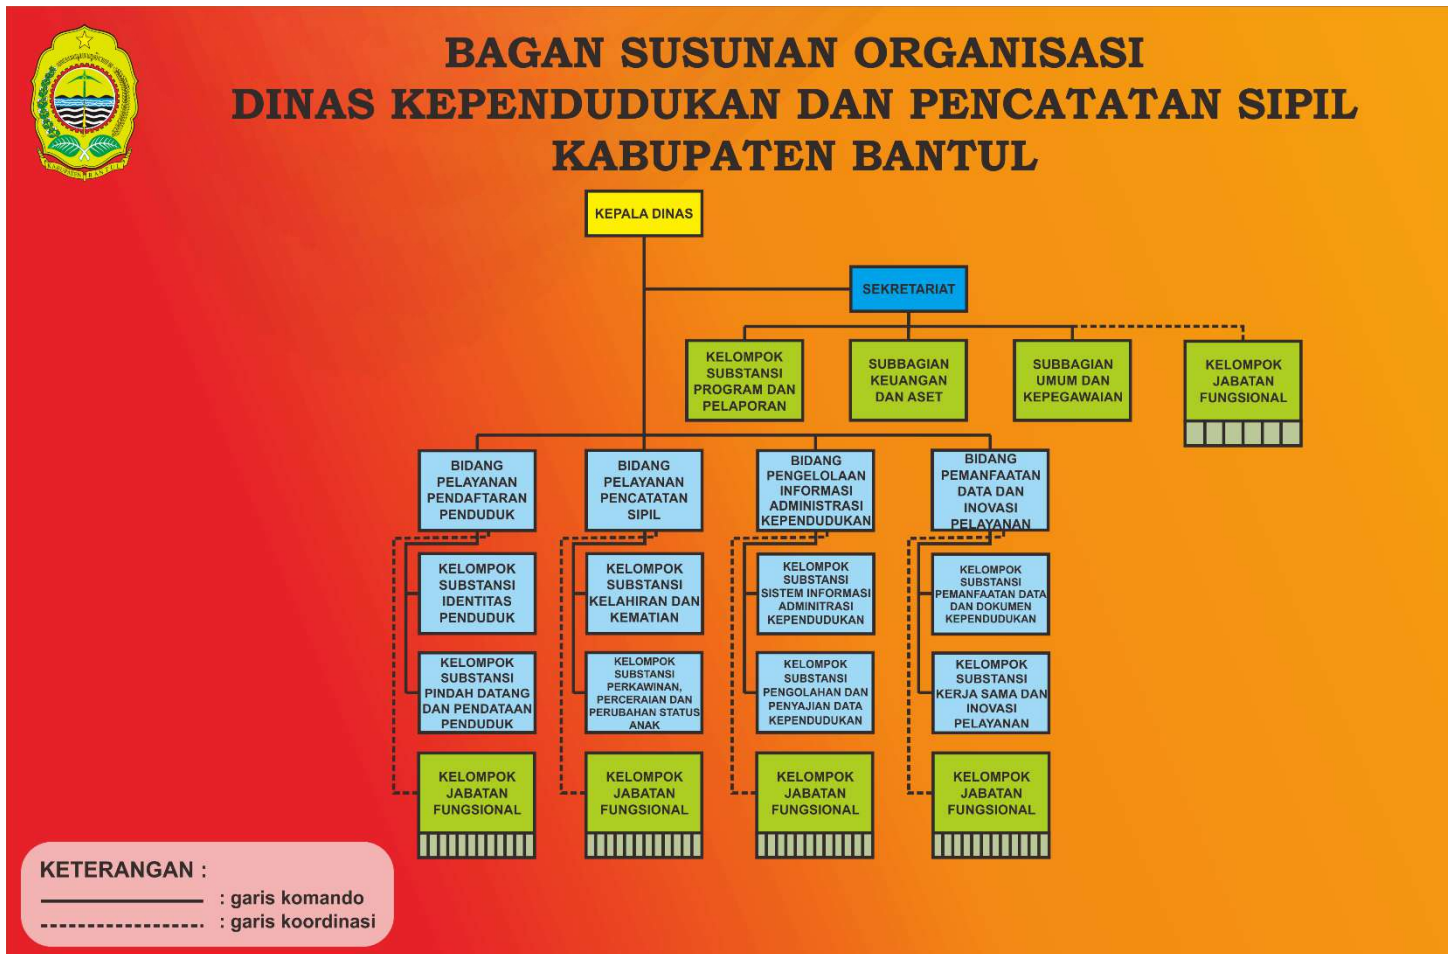 BAGAN SUSUNAN ORGANISASI
DINAS KEPENDUDUKAN DAN PENCATATAN SIPIL
KABUPATEN BANTUL
KABUPATEN BANTUL
KEPALA DINAS
SEKRETARIAT
KELOMPOK
SUBSTANSI
PROGRAM DAN
PELAPORAN
SUBBAGIAN
KEUANGAN
DAN ASET
SUBBAGIAN
UMUM DAN
KEPEGAWAIAN
KELOMPOK
JABATAN
FUNGSIONAL
BIDANG
PELAYANAN
PENDAFTARAN
PENDUDUK
BIDANG
PELAYANAN
PENCATATAN
SIPIL
BIDANG
PENGELOLAAN
INFORMASI
ADMINISTRASI
KEPENDUDUKAN
BIDANG
PEMANFAATAN
DATA DAN
INOVASI
PELAYANAN
KELOMPOK
SUBSTANSI
IDENTITAS
PENDUDUK
KELOMPOK
SUBSTANSI
KELAHIRAN DAN
KEMATIAN
KELOMPOK
SUBSTANSI
SISTEM INFORMASI
ADMINITRASI
KEPENDUDUKAN
KELOMPOK
SUBSTANSI
PEMANFAATAN DATA
DAN DOKUMEN
KEPENDUDUKAN
KELOMPOK
SUBSTANSI
PINDAH DATANG
DAN PENDATAAN
PENDUDUK
KELOMPOK
SUBSTANSI
PERKAWINAN,
PERCERAIAN DAN
PERUBAHAN STATUS
ANAK
KELOMPOK
SUBSTANSI
PENGOLAHAN DAN
PENYAJIAN DATA
KEPENDUDUKAN
KELOMPOK
SUBSTANSI
KERJA SAMA DAN
INOVASI
PELAYANAN
KELOMPOK
JABATAN
FUNGSIONAL
KELOMPOK
JABATAN
FUNGSIONAL
KELOMPOK
JABATAN
FUNGSIONAL
KELOMPOK
JABATAN
FUNGSIONAL
KETERANGAN :
: garis komando
: garis koordinasi